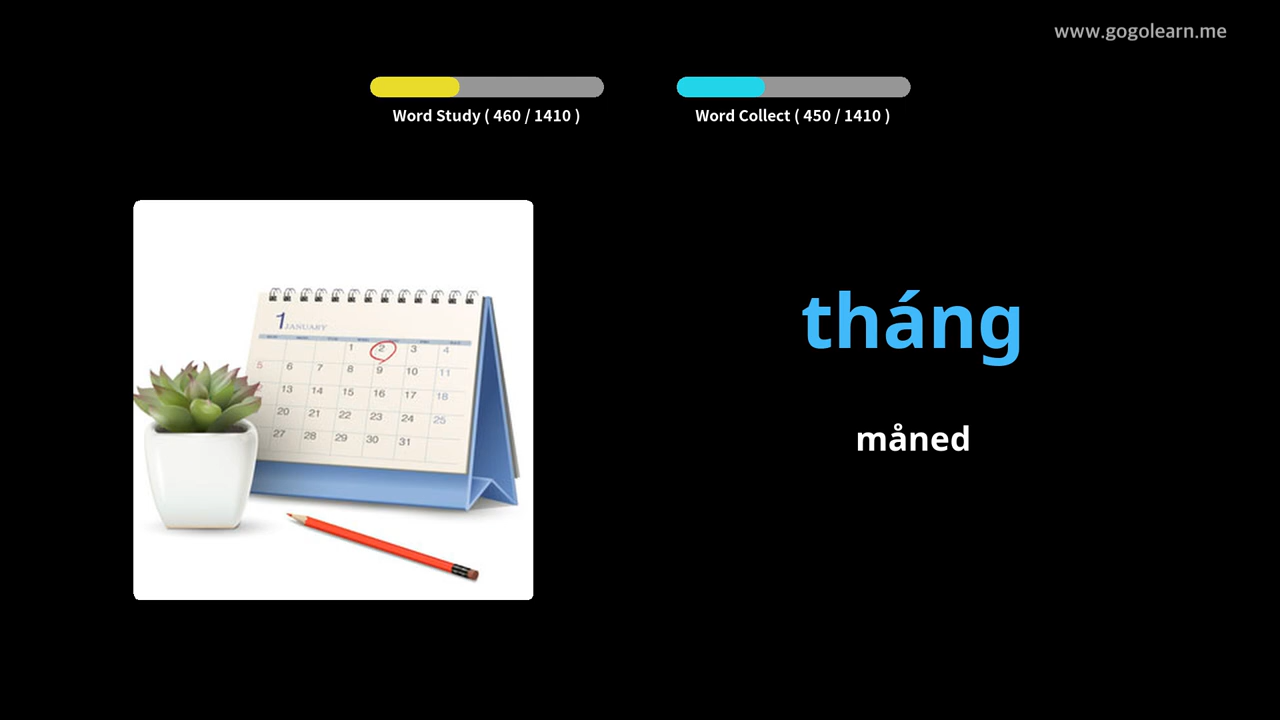 www.gogolearn.me
Word Study ( 460 / 1410 )
Word Collect ( 450 / 1410 )
tháng
måned
1 JANUARY
1 2 3 4
5 6 7 8 9 10 11
13 14 15 16 17 18
20 21 22 23 24 25
27 28 29 30 31